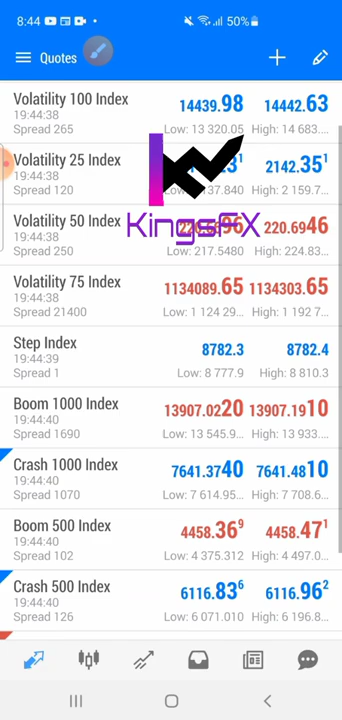 8:44 50%
Quotes
Volatility 100 Index
19:44:38
Spread 265
14439.98 14442.63
Low: 13 320.05 High: 14 683....
Volatility 25 Index
19:44:38
Spread 120
2142.35¹
High: 2 159.7...
KingsFX
Volatility 50 Index
19:44:38
Spread 250
220.6946
Low: 217.5480 High: 224.83...
Volatility 75 Index
19:44:38
Spread 21400
1134089.65 1134303.65
Low: 1 124 29... High: 1 192 7...
Step Index
19:44:39
Spread 1
8782.3 8782.4
Low: 8 777.9 High: 8 810.3
Boom 1000 Index
19:44:40
Spread 1690
13907.0220 13907.1910
Low: 13 545.9... High: 13 933....
Crash 1000 Index
19:44:40
Spread 1070
7641.3740 7641.4810
Low: 7 614.95... High: 7 708.6...
Boom 500 Index
19:44:40
Spread 102
4458.36⁹ 4458.47¹
Low: 4 375.312 High: 4 497.0...
Crash 500 Index
19:44:40
Spread 126
6116.83⁶ 6116.96²
Low: 6 071.010 High: 6 196.8...